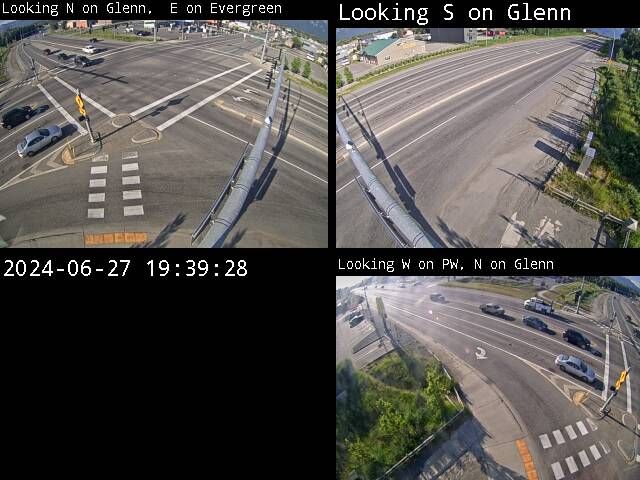 Looking N on Glenn,  E on Evergreen
Looking S on Glenn
2024-06-27 19:39:28
Looking W on PW, N on Glenn